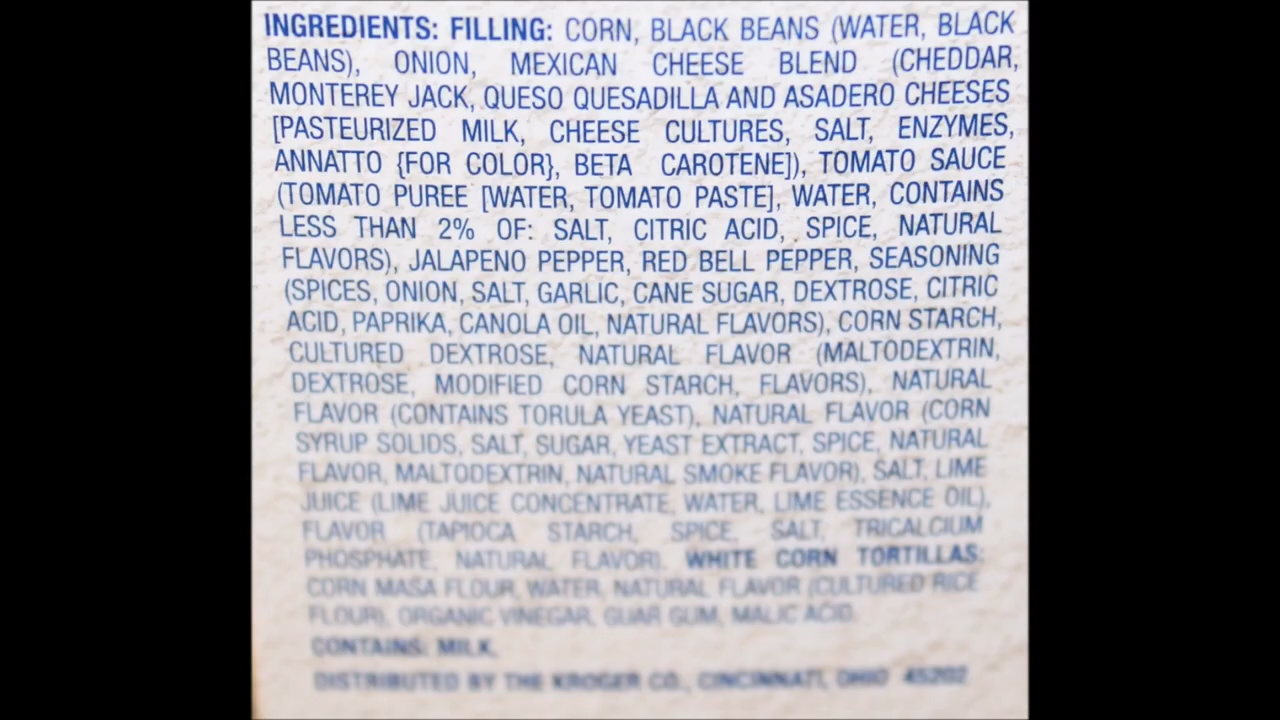 INGREDIENTS: FILLING: CORN, BLACK BEANS (WATER, BLACK
BEANS), ONION, MEXICAN CHEESE BLEND (CHEDDAR,
MONTEREY JACK, QUESO QUESADILLA AND ASADERO CHEESES
[PASTEURIZED MILK, CHEESE CULTURES, SALT, ENZYMES,
ANNATTO {FOR COLOR}, BETA CAROTENE]), TOMATO SAUCE
(TOMATO PUREE [WATER, TOMATO PASTE], WATER, CONTAINS
LESS THAN 2% OF: SALT, CITRIC ACID, SPICE, NATURAL
FLAVORS), JALAPENO PEPPER, RED BELL PEPPER, SEASONING
(SPICES, ONION, SALT, GARLIC, CANE SUGAR, DEXTROSE, CITRIC
ACID, PAPRIKA, CANOLA OIL, NATURAL FLAVORS), CORN STARCH,
CULTURED DEXTROSE, NATURAL FLAVOR (MALTODEXTRIN,
DEXTROSE, MODIFIED CORN STARCH, FLAVORS), NATURAL
FLAVOR (CONTAINS TORULA YEAST), NATURAL FLAVOR (CORN
SYRUP SOLIDS, SALT, SUGAR, YEAST EXTRACT, SPICE, NATURAL
FLAVOR, MALTODEXTRIN, NATURAL SMOKE FLAVOR), SALT, LIME
JUICE (LIME JUICE CONCENTRATE, WATER, LIME ESSENCE OIL),
FLAVOR (TAPIOCA STARCH, SPICE, SALT, TRICALCIUM
PHOSPHATE, NATURAL FLAVOR). WHITE CORN TORTILLAS:
CORN MASA FLOUR, WATER, NATURAL FLAVOR (CULTURED RICE
FLOUR), ORGANIC VINEGAR, GUAR GUM, MALIC ACID.
CONTAINS: MILK.
DISTRIBUTED BY THE KROGER CO., CINCINNATI, OHIO 45202